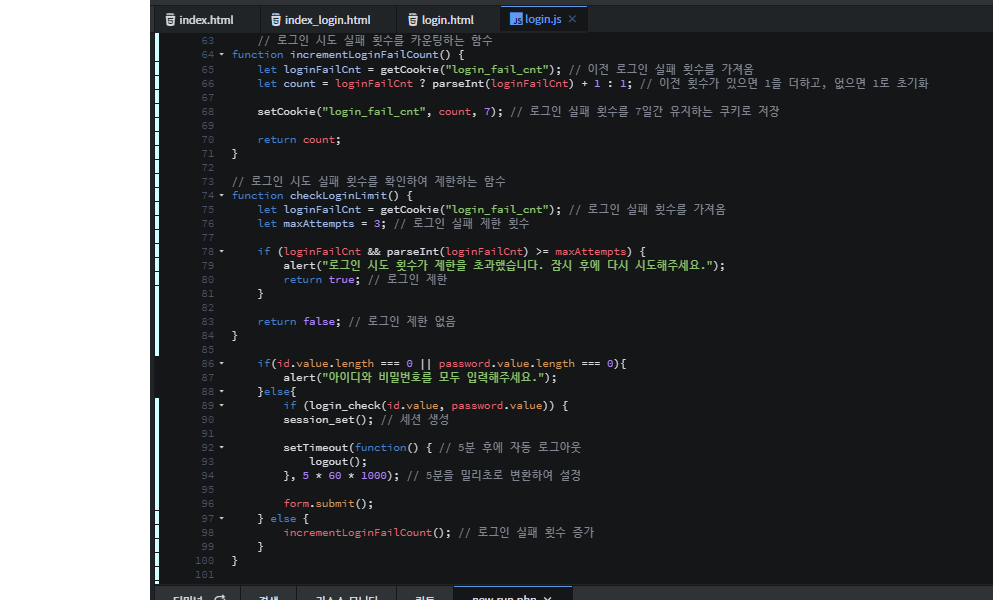 index.html index_login.html login.html login.js ×
63 // 로그인 시도 실패 횟수를 카운팅하는 함수
64 function incrementLoginFailCount() {
65 let loginFailCnt = getCookie("login_fail_cnt"); // 이전 로그인 실패 횟수를 가져옴
66 let count = loginFailCnt ? parseInt(loginFailCnt) + 1 : 1; // 이전 횟수가 있으면 1을 더하고, 없으면 1로 초기화
67
68 setCookie("login_fail_cnt", count, 7); // 로그인 실패 횟수를 7일간 유지하는 쿠키로 저장
69
70 return count;
71 }
72
73 // 로그인 시도 실패 횟수를 확인하여 제한하는 함수
74 function checkLoginLimit() {
75 let loginFailCnt = getCookie("login_fail_cnt"); // 로그인 실패 횟수를 가져옴
76 let maxAttempts = 3; // 로그인 실패 제한 횟수
77
78 if (loginFailCnt && parseInt(loginFailCnt) >= maxAttempts) {
79 alert("로그인 시도 횟수가 제한을 초과했습니다. 잠시 후에 다시 시도해주세요.");
80 return true; // 로그인 제한
81 }
82
83 return false; // 로그인 제한 없음
84 }
85
86 if(id.value.length === 0 || password.value.length === 0){
87 alert("아이디와 비밀번호를 모두 입력해주세요.");
88 }else{
89 if (login_check(id.value, password.value)) {
90 session_set(); // 세션 생성
91
92 setTimeout(function() { // 5분 후에 자동 로그아웃
93 logout();
94 }, 5 * 60 * 1000); // 5분을 밀리초로 변환하여 설정
95
96 form.submit();
97 } else {
98 incrementLoginFailCount(); // 로그인 실패 횟수 증가
99 }
100 }
101